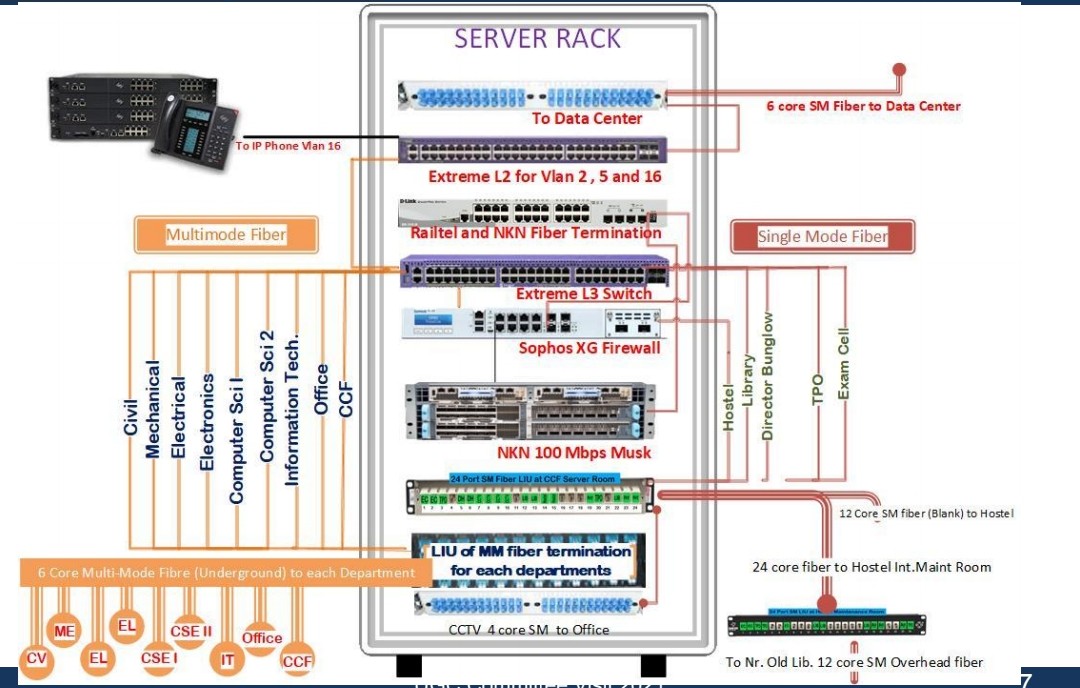 SERVER RACK
To Data Center
6 core SM Fiber to Data Center
To IP Phone Vlan 16
Extreme L2 for Vlan 2 , 5 and 16
D-Link
Railtel and NKN Fiber Termination
Multimode Fiber
Single Mode Fiber
Extreme L3 Switch
Sophos XG Firewall
Civil
Mechanical
Electrical
Electronics
Computer Sci I
Computer Sci 2
Information Tech.
Office
CCF
Hostel
Library
Director Bunglow
TPO
Exam Cell
NKN 100 Mbps Musk
24 Port SM Fiber LIU at CCF Server Room
12 Core SM fiber (Blank) to Hostel
LIU of MM fiber termination
for each departments
24 core fiber to Hostel Int.Maint Room
6 Core Multi-Mode Fibre (Underground) to each Department
CV
ME
EL
EL
CSE I
CSE II
IT
Office
CCF
CCTV 4 core SM to Office
To Nr. Old Lib. 12 core SM Overhead fiber
7